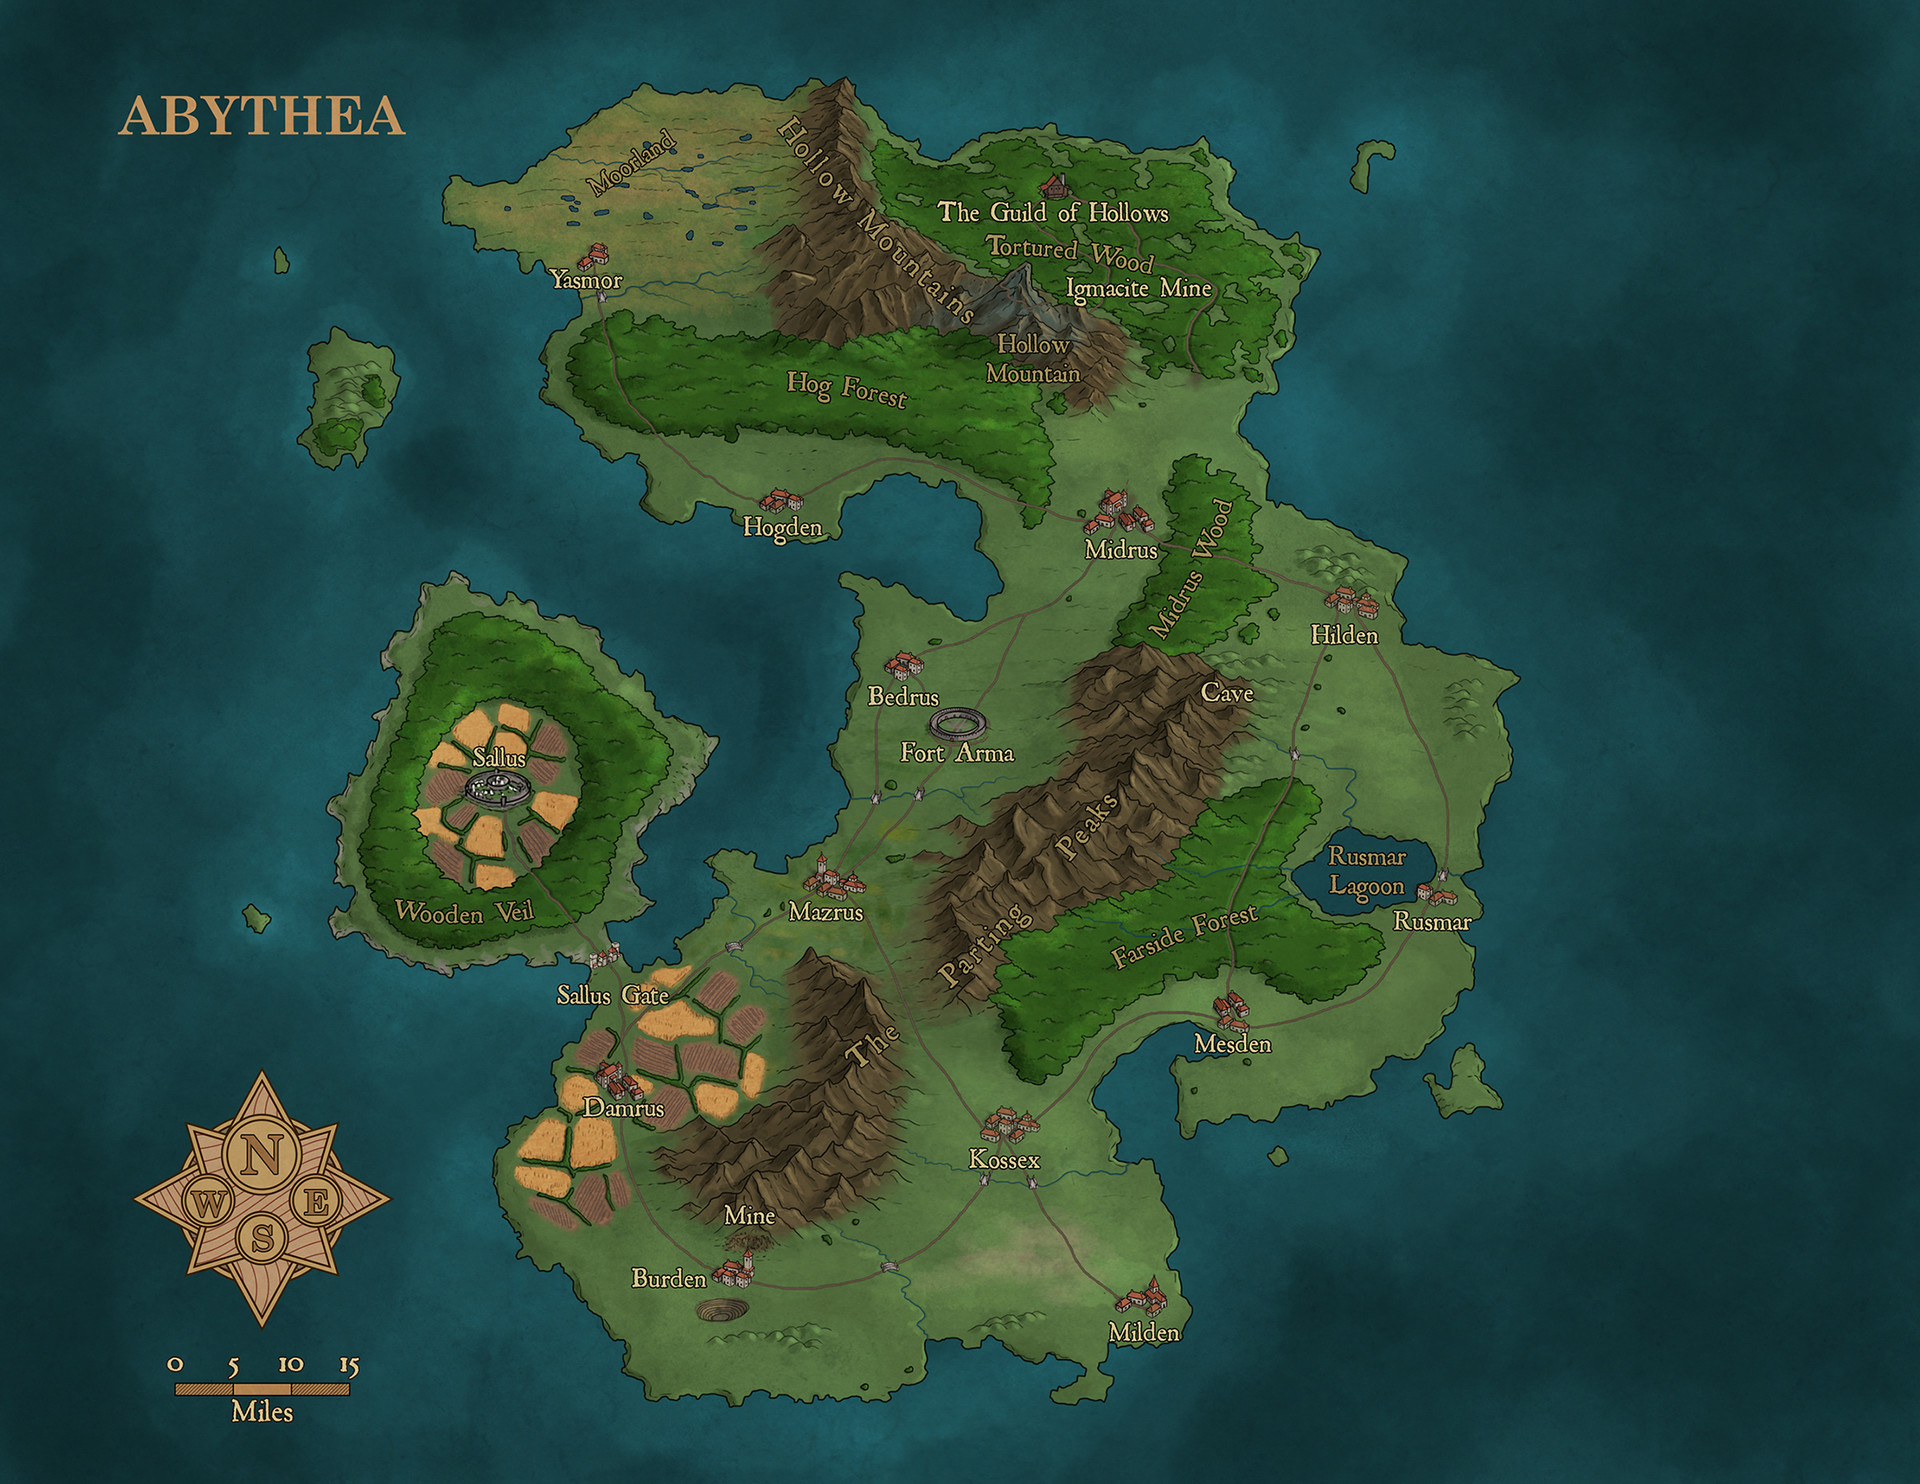 ABYTHEA
Moorland
Hollow Mountains
The Guild of Hollows
Tortured Wood
Igmacite Mine
Yasmor
Hollow
Mountain
Hog Forest
Hogden
Midrus
Midrus Wood
Hilden
Bedrus
Cave
Fort Arma
Sallus
Wooden Veil
The Parting Peaks
Rusmar
Lagoon
Rusmar
Mazrus
Farside Forest
Sallus Gate
Mesden
Damrus
Kossex
Mine
Burden
Milden
N
W E
S
0 5 10 15
Miles